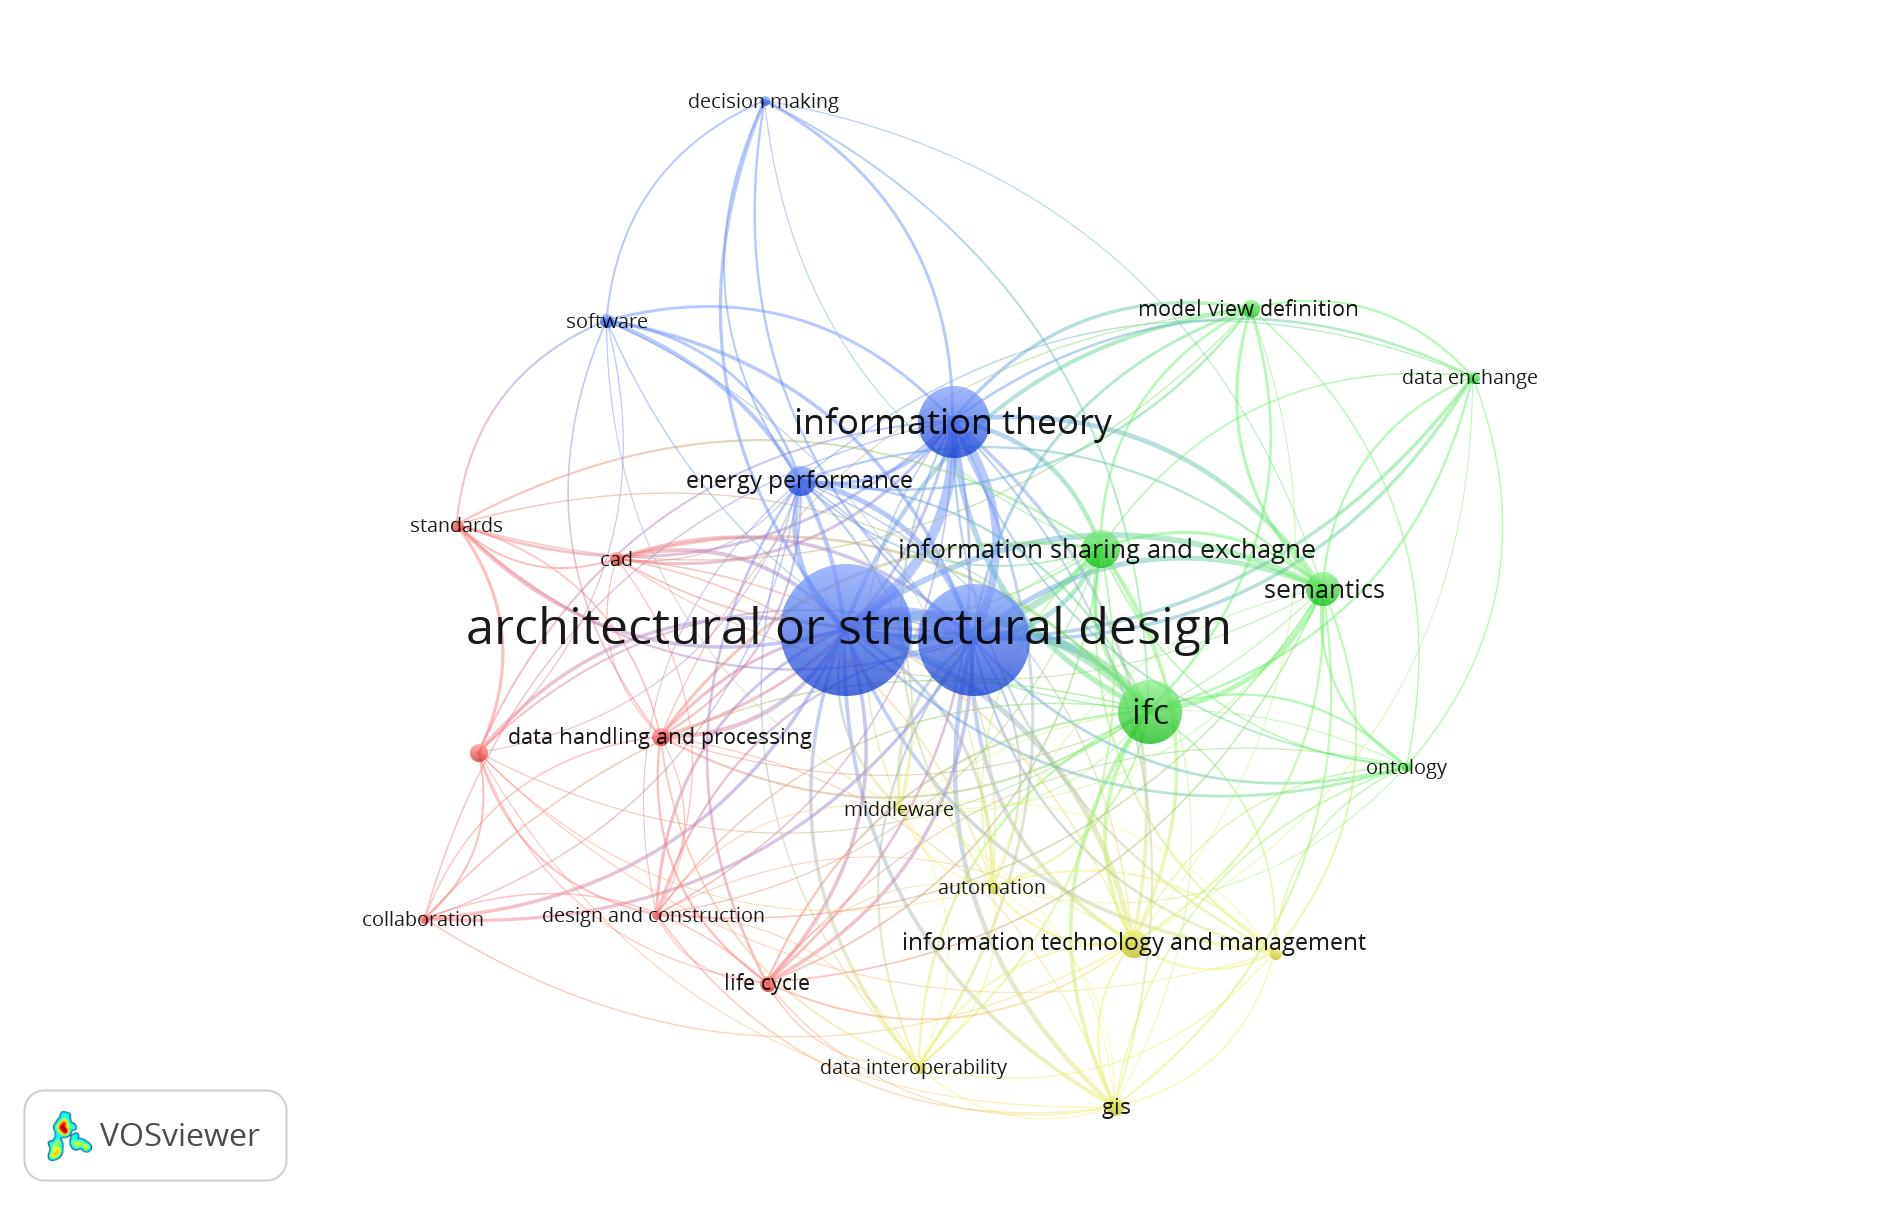 decision making
model view definition
software
data enchange
information theory
energy performance
standards
information sharing and exchagne
cad
semantics
architectural or structural design
ifc
data handling and processing
ontology
middleware
automation
design and construction
collaboration
information technology and management
life cycle
data interoperability
gis
VOSviewer